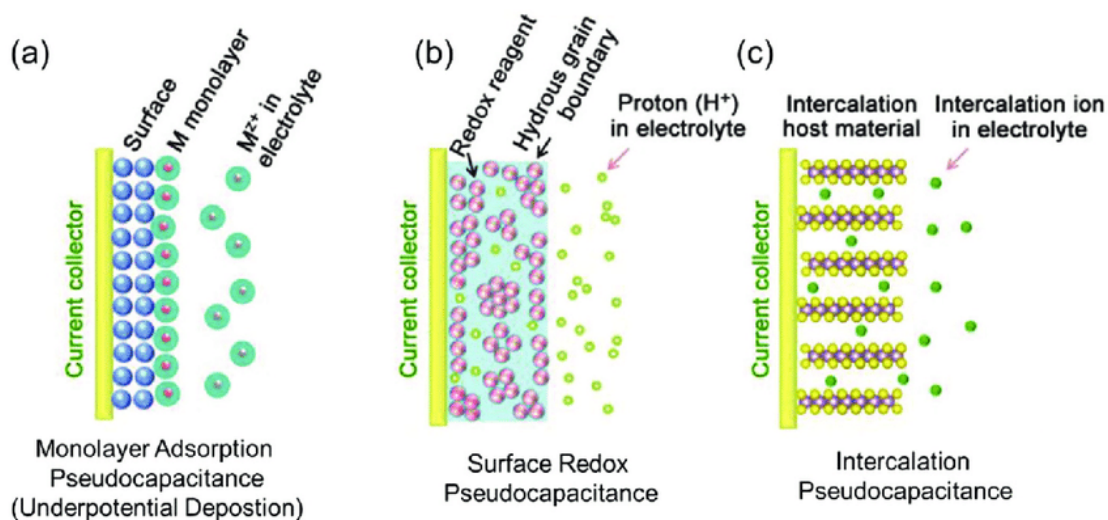 (a)
Surface
M monolayer
M²⁺ in
electrolyte
Current collector
Monolayer Adsorption
Pseudocapacitance
(Underpotential Depostion)
(b)
Redox reagent
Hydrous grain
boundary
Proton (H⁺)
in electrolyte
Current collector
Surface Redox
Pseudocapacitance
(c)
Intercalation
host material
Intercalation ion
in electrolyte
Current collector
Intercalation
Pseudocapacitance